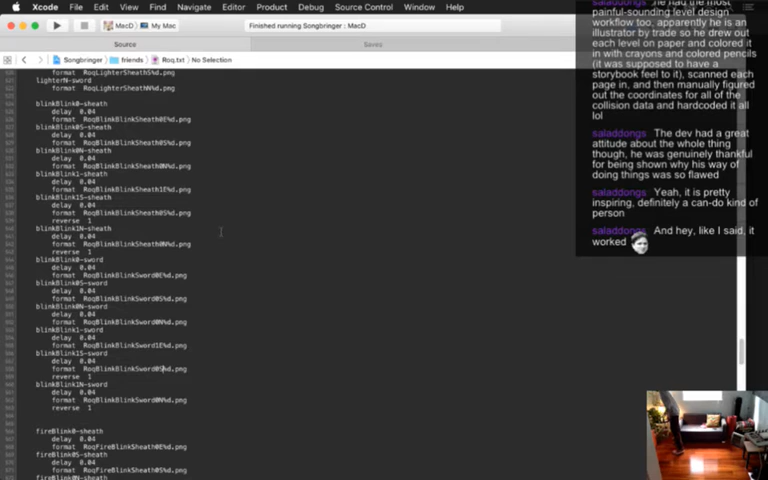 Xcode File Edit View Find Navigate Editor Product Debug Source Control Window Help
MacD My Mac
Finished running Songbringer : MacD
Source
Saved
Songbringer friends Roq.txt No Selection
format RoqLighterSheathS%d.png
lighterN-sword
format RoqLighterSheathN%d.png
blinkBlink0-sheath
delay 0.04
format RoqBlinkBlinkSheath0E%d.png
blinkBlink0S-sheath
delay 0.04
format RoqBlinkBlinkSheath0S%d.png
blinkBlink0N-sheath
delay 0.04
format RoqBlinkBlinkSheath0N%d.png
blinkBlink1-sheath
delay 0.04
format RoqBlinkBlinkSheath1E%d.png
blinkBlink1S-sheath
delay 0.04
format RoqBlinkBlinkSheath0S%d.png
reverse 1
blinkBlink1N-sheath
delay 0.04
format RoqBlinkBlinkSheath0N%d.png
reverse 1
blinkBlink0-sword
delay 0.04
format RoqBlinkBlinkSword0E%d.png
blinkBlink0S-sword
delay 0.04
format RoqBlinkBlinkSword0S%d.png
blinkBlink0N-sword
delay 0.04
format RoqBlinkBlinkSword0N%d.png
blinkBlink1-sword
delay 0.04
format RoqBlinkBlinkSword1E%d.png
blinkBlink1S-sword
delay 0.04
format RoqBlinkBlinkSword0S%d.png
reverse 1
blinkBlink1N-sword
delay 0.04
format RoqBlinkBlinkSword0N%d.png
reverse 1
fireBlink0-sheath
delay 0.04
format RoqFireBlinkSheath0E%d.png
fireBlink0S-sheath
delay 0.04
format RoqFireBlinkSheath0S%d.png
fireBlink0N-sheath
saladdongs he had the most
painful-sounding level design
workflow too, apparently he is an
illustrator by trade so he drew out
each level on paper and colored it
in with crayons and colored pencils
(it was supposed to have a
storybook feel to it), scanned each
page in, and then manually figured
out the coordinates for all of the
collision data and hardcoded it all
lol
saladdongs The dev had a great
attitude about the whole thing
though, he was genuinely thankful
for being shown why his way of
doing things was so flawed
saladdongs Yeah, it is pretty
inspiring, definitely a can-do kind of
person
saladdongs And hey, like I said, it
worked